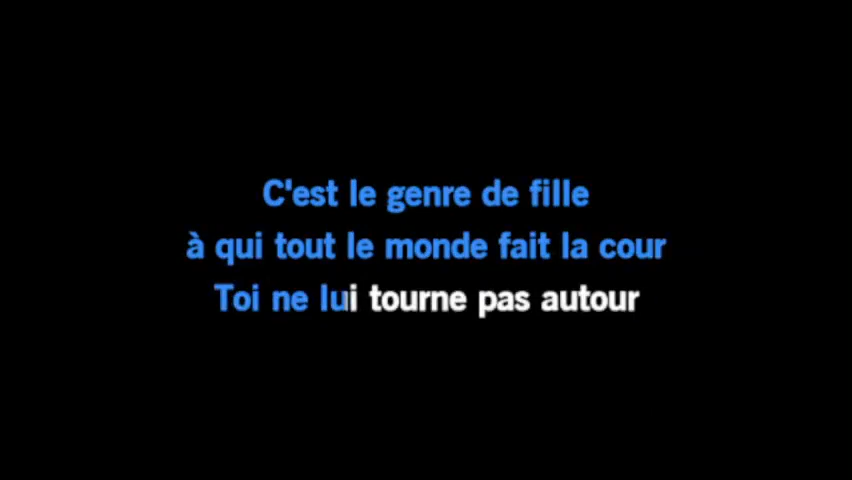 C'est le genre de fille
à qui tout le monde fait la cour
Toi ne lui tourne pas autour